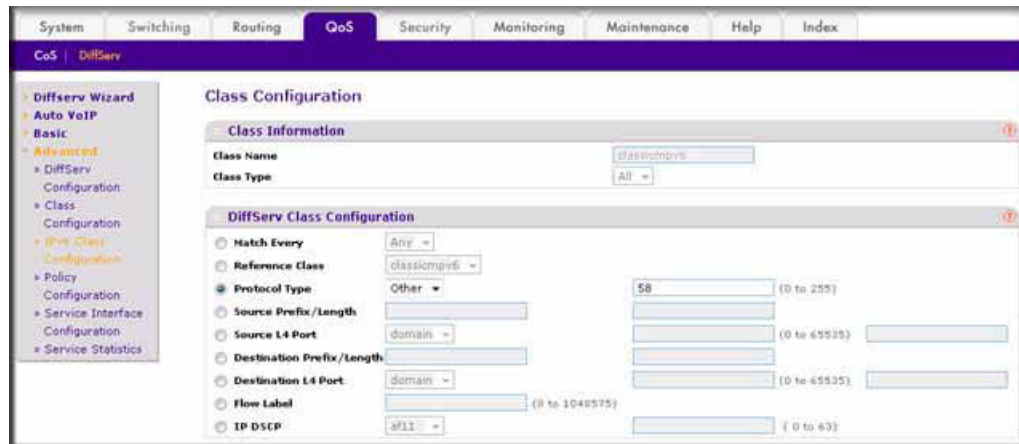 System Switching Routing QoS Security Monitoring Maintenance Help Index
CoS | DiffServ
Diffserv Wizard
Auto VoIP
Basic
Advanced
» DiffServ
Configuration
» Class
Configuration
» IPv6 Class
Configuration
» Policy
Configuration
» Service Interface
Configuration
» Service Statistics
Class Configuration
Class Information
Class Name classicmpv6
Class Type All
DiffServ Class Configuration
Match Every Any
Reference Class classicmpv6
Protocol Type Other 58 (0 to 255)
Source Prefix/Length
Source L4 Port domain (0 to 65535)
Destination Prefix/Length
Destination L4 Port domain (0 to 65535)
Flow Label (0 to 1048575)
IP DSCP af11 ( 0 to 63)